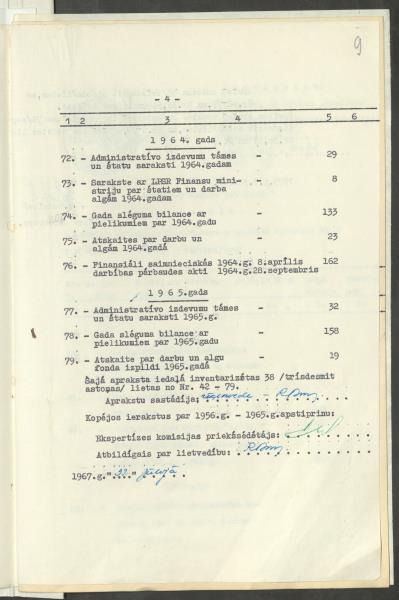 9
- 4 -
1 2 3 4 5 6
1964. gads
72. - Administratīvo izdevumu tāmes - 29
un štatu saraksti 1964.gadam
73. - Sarakste ar LPSR Finansu mini- - 8
striju par štatiem un darba
algām 1964.gadam
74. - Gada slēguma bilance ar - 133
pielikumiem par 1964.gadu
75. - Atskaites par darbu un - 23
algām 1964.gadā
76. - Finansiāli saimnieciskās 1964.g. 8.aprīlis 162
darbības pārbaudes akti 1964.g.28.septembris
1965.gads
77. - Administratīvo izdevumu tāmes - 32
un štatu saraksti 1965.g.
78. - Gada slēguma bilance ar - 158
pielikumiem par 1965.gadu
79. - Atskaite par darbu un algu - 19
fonda izpildi 1965.gadā
Šajā apraksta iedaļā inventarizētas 38 /trīsdesmit
astoņas/ lietas no Nr. 42 - 79.
Aprakstu sastādīja:
Kopējos ierakstus par 1956.g. - 1965.g.apstiprinu:
Ekspertīzes komisijas priekšsēdētājs:
Atbildīgais par lietvedību:
1967.g." " jūlijā